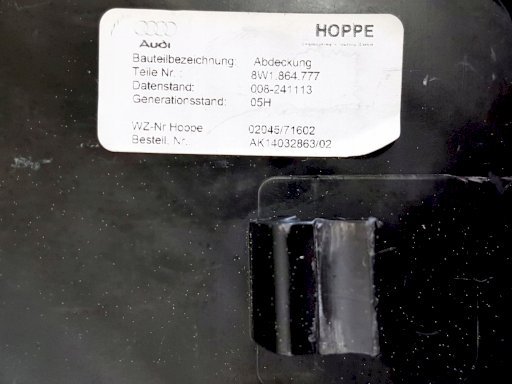 Audi
HOPPE
Bauteilbezeichnung: Abdeckung
Teile Nr. : 8W1.864.777
Datenstand: 008-241113
Generationsstand: 05H
WZ-Nr Hoppe 02045/71602
Bestell. Nr. AK14032863/02